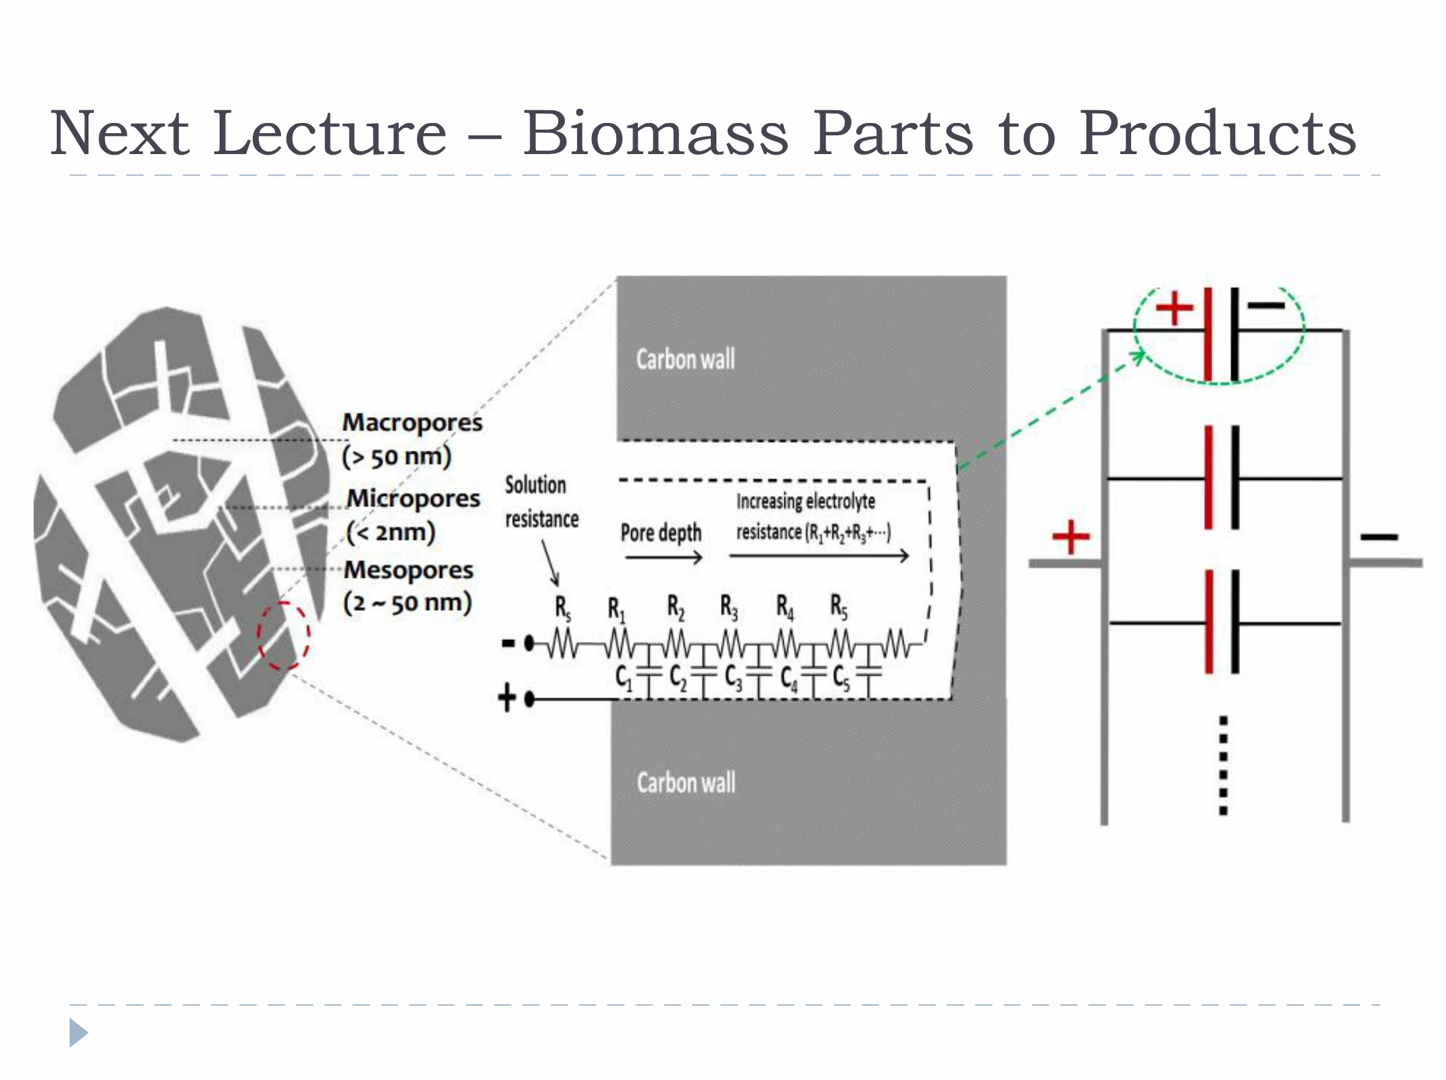 Next Lecture – Biomass Parts to Products
Macropores
(> 50 nm)
Micropores
(< 2nm)
Mesopores
(2 ~ 50 nm)
Carbon wall
Solution
resistance
Pore depth
Increasing electrolyte
resistance (R₁+R₂+R₃+···)
Rₛ R₁ R₂ R₃ R₄ R₅
-
C₁ C₂ C₃ C₄ C₅
+
Carbon wall
+ −
+ −